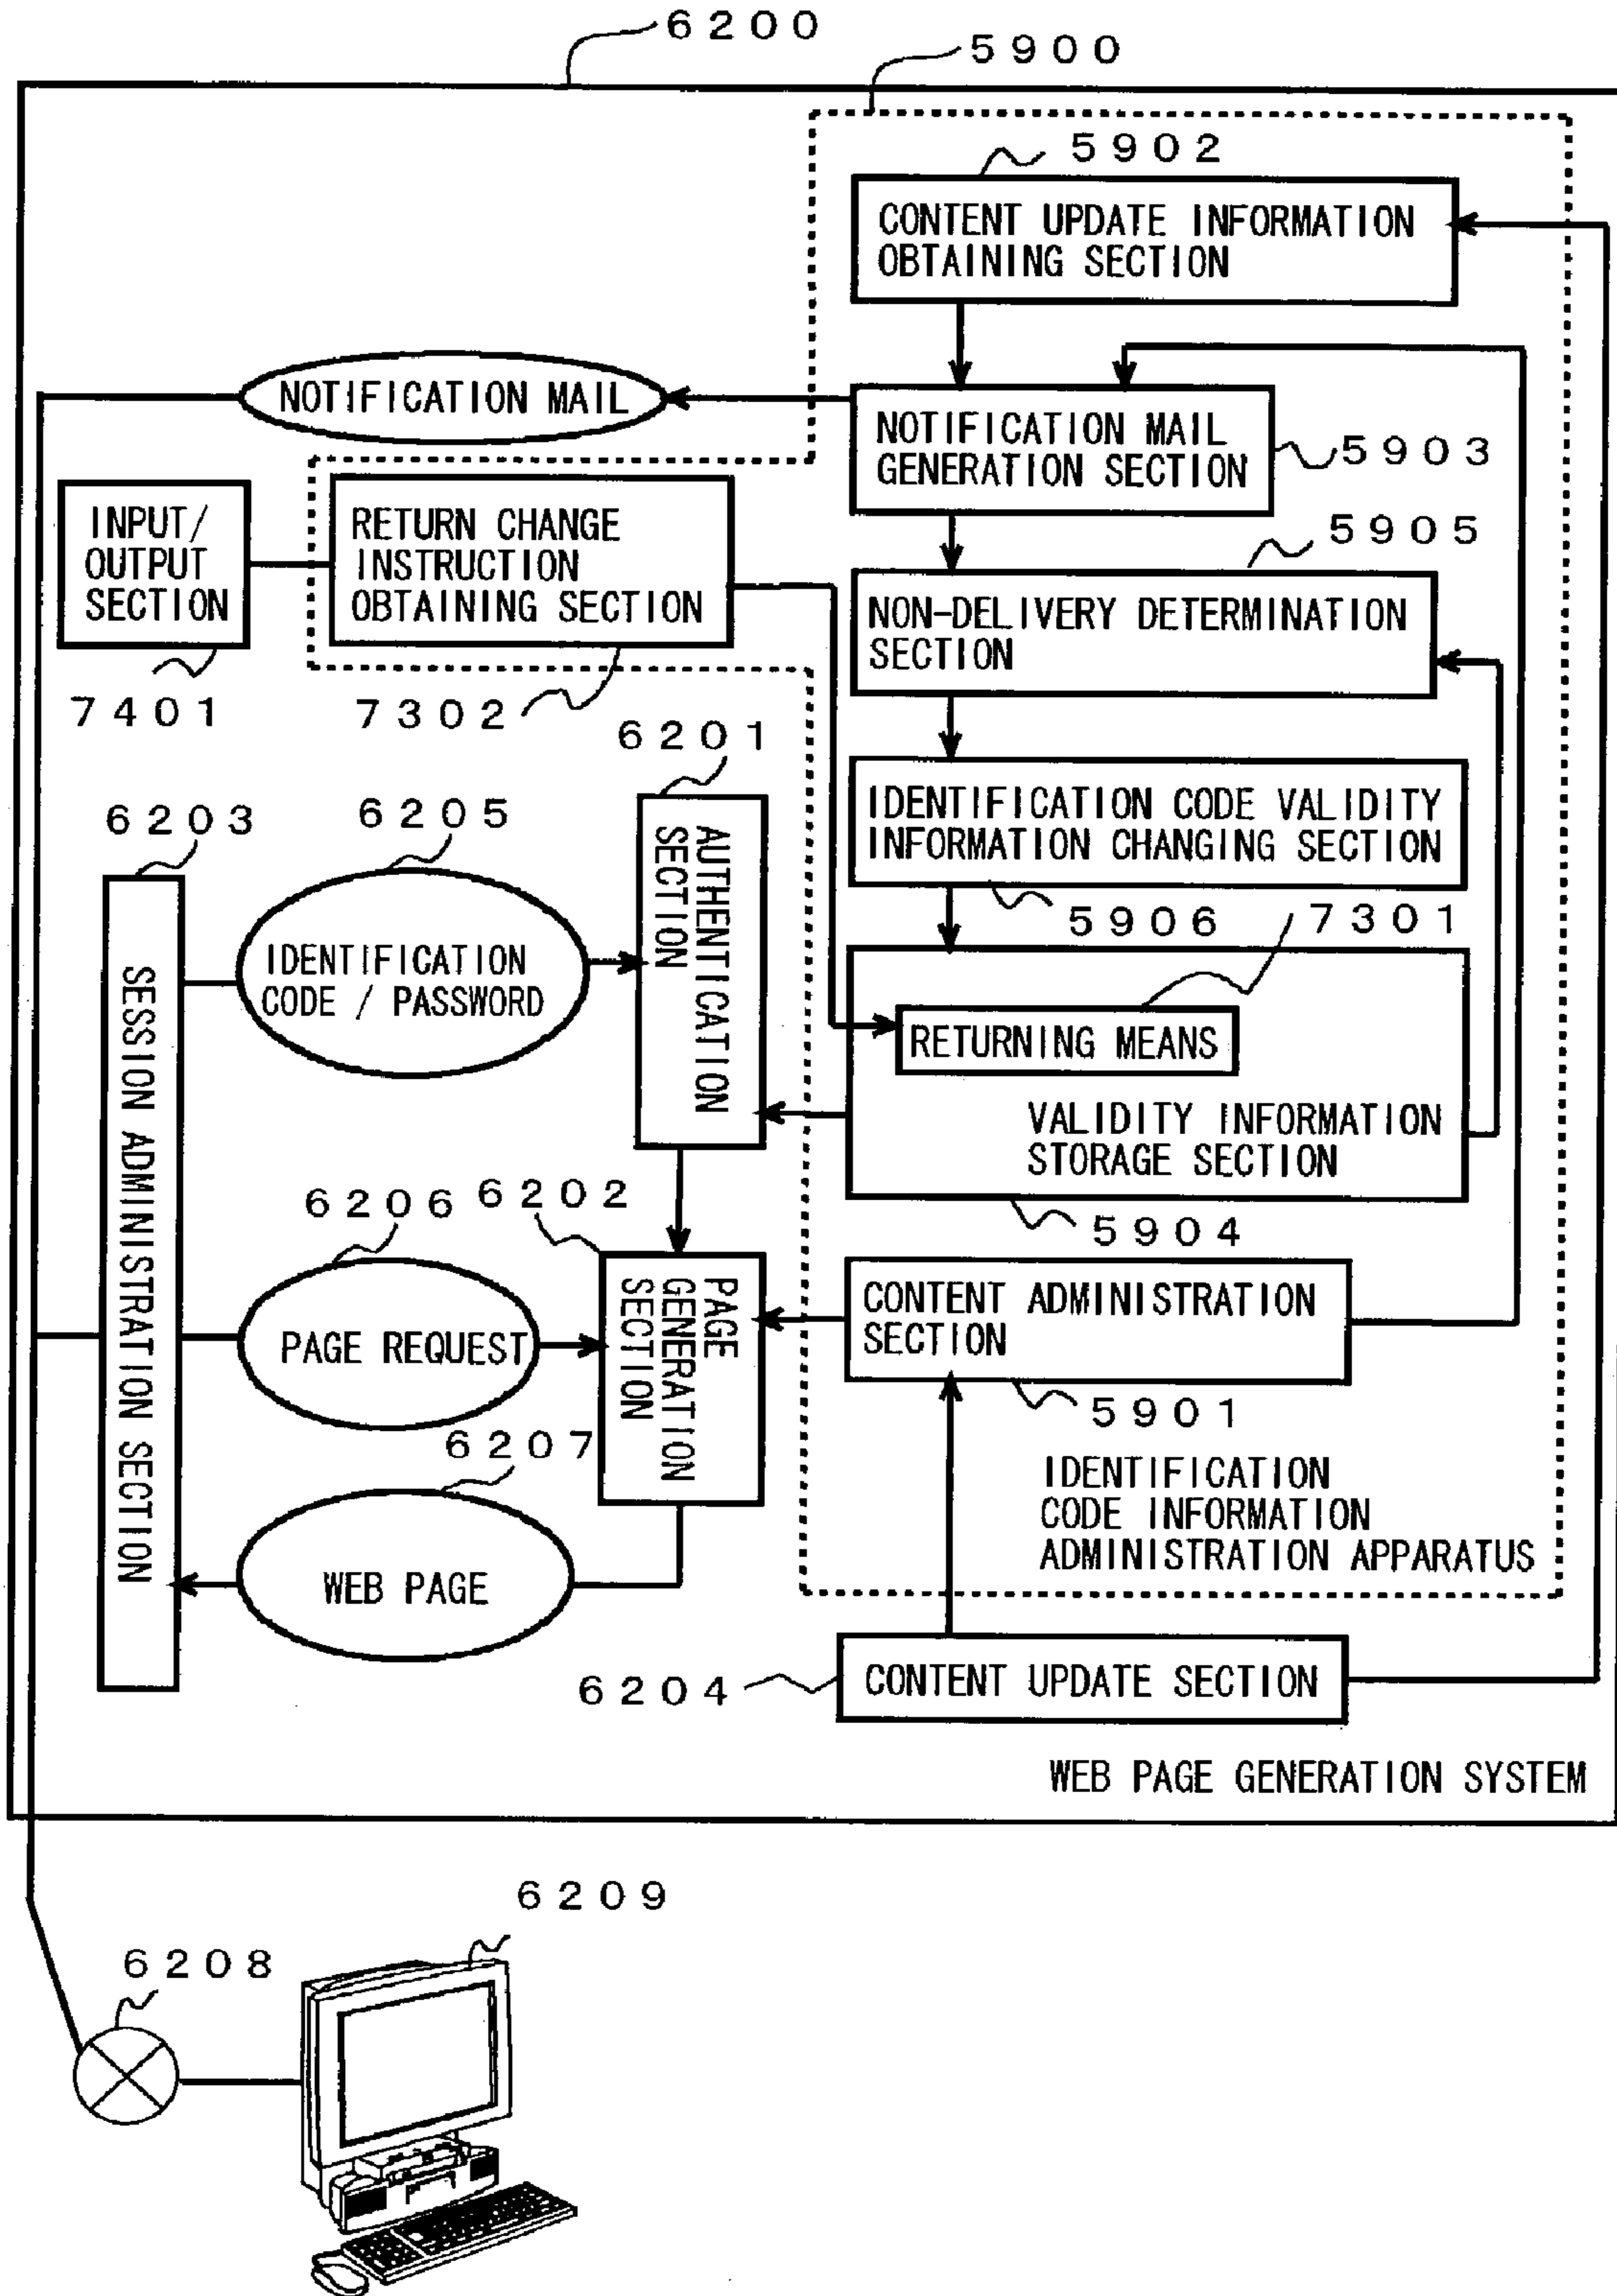 6200
5900
5902
CONTENT UPDATE INFORMATION
OBTAINING SECTION
NOTIFICATION MAIL
NOTIFICATION MAIL
GENERATION SECTION
5903
INPUT/
OUTPUT
SECTION
7401
RETURN CHANGE
INSTRUCTION
OBTAINING SECTION
7302
5905
NON-DELIVERY DETERMINATION
SECTION
6201
AUTHENTICATION
SECTION
IDENTIFICATION CODE VALIDITY
INFORMATION CHANGING SECTION
5906
7301
6203
SESSION ADMINISTRATION SECTION
6205
IDENTIFICATION
CODE / PASSWORD
RETURNING MEANS
VALIDITY INFORMATION
STORAGE SECTION
5904
6206
PAGE REQUEST
6202
PAGE
GENERATION
SECTION
CONTENT ADMINISTRATION
SECTION
5901
6207
WEB PAGE
IDENTIFICATION
CODE INFORMATION
ADMINISTRATION APPARATUS
6204
CONTENT UPDATE SECTION
WEB PAGE GENERATION SYSTEM
6209
6208